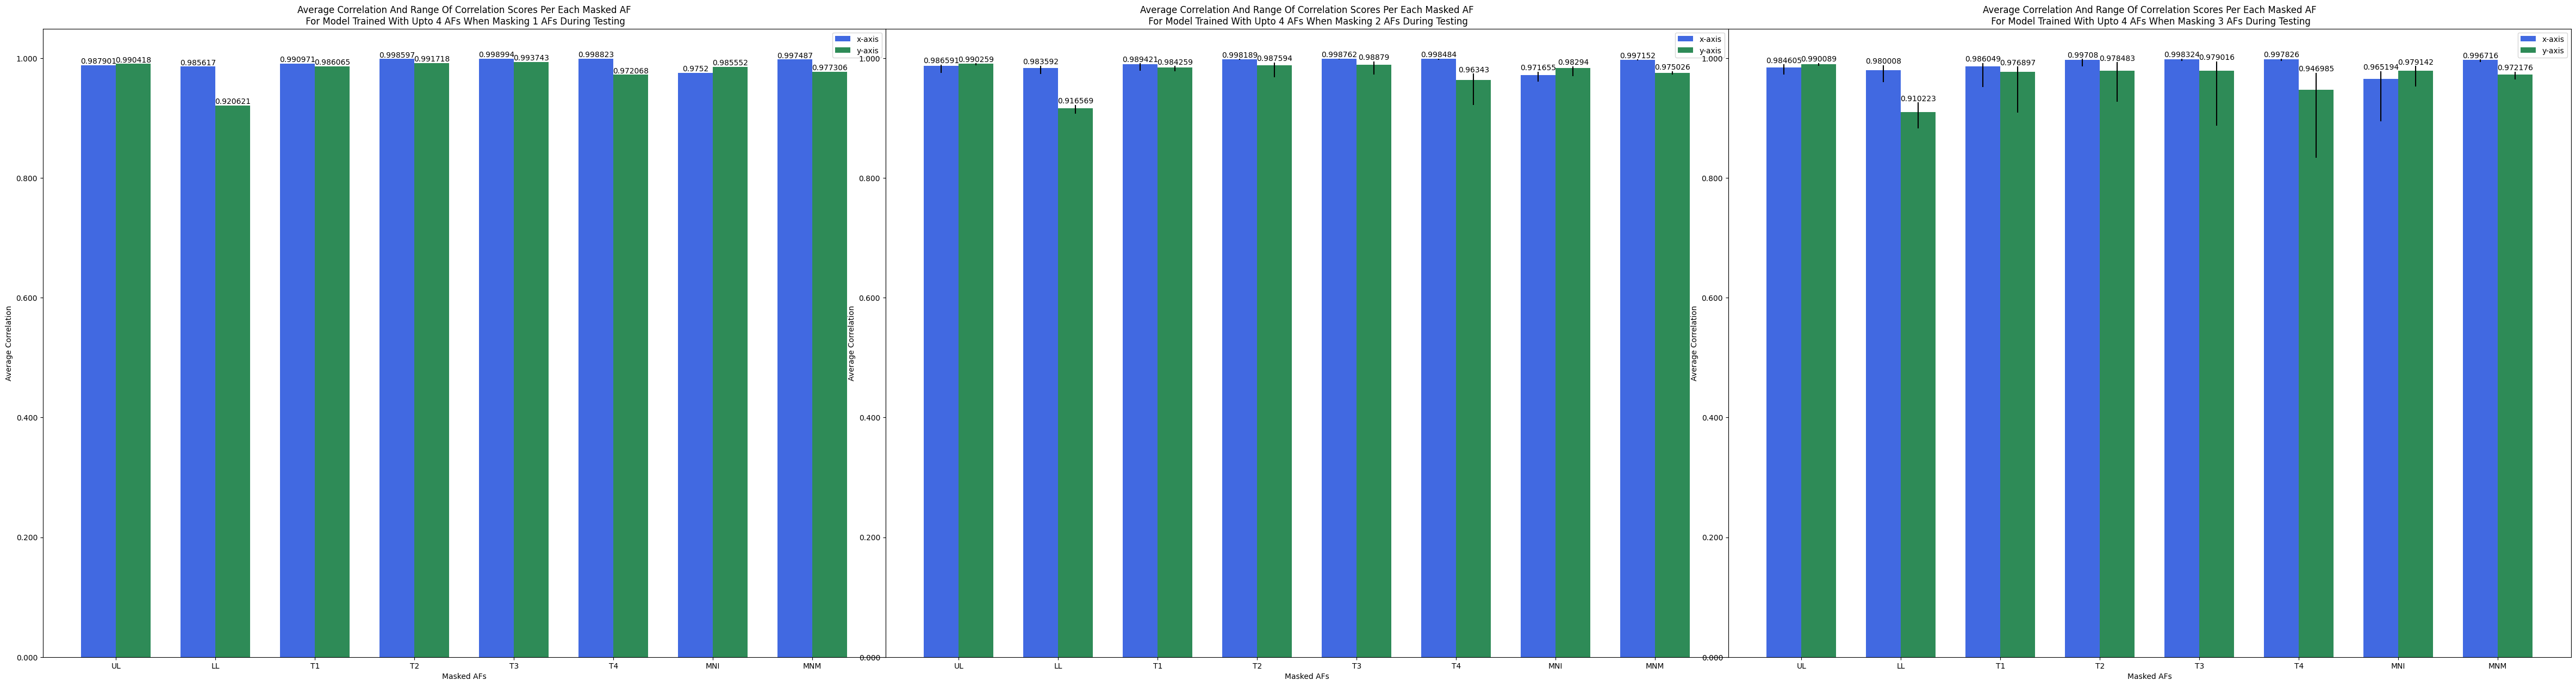 Average Correlation And Range Of Correlation Scores Per Each Masked AF
For Model Trained With Upto 4 AFs When Masking 1 AFs During Testing
x-axis
y-axis
1.000
0.800
0.600
0.400
0.200
0.000
Average Correlation
0.987901 0.990418 0.985617 0.920621 0.990971 0.986065 0.998597 0.991718 0.998994 0.993743 0.998823 0.972068 0.9752 0.985552 0.997487 0.977306
UL LL T1 T2 T3 T4 MNI MNM
Masked AFs
Average Correlation And Range Of Correlation Scores Per Each Masked AF
For Model Trained With Upto 4 AFs When Masking 2 AFs During Testing
x-axis
y-axis
1.000
0.800
0.600
0.400
0.200
0.000
Average Correlation
0.986591 0.990259 0.983592 0.916569 0.989421 0.984259 0.998189 0.987594 0.998762 0.98879 0.998484 0.96343 0.971655 0.98294 0.997152 0.975026
UL LL T1 T2 T3 T4 MNI MNM
Masked AFs
Average Correlation And Range Of Correlation Scores Per Each Masked AF
For Model Trained With Upto 4 AFs When Masking 3 AFs During Testing
x-axis
y-axis
1.000
0.800
0.600
0.400
0.200
0.000
Average Correlation
0.984605 0.990089 0.980008 0.910223 0.986049 0.976897 0.99708 0.978483 0.998324 0.979016 0.997826 0.946985 0.965194 0.979142 0.996716 0.972176
UL LL T1 T2 T3 T4 MNI MNM
Masked AFs